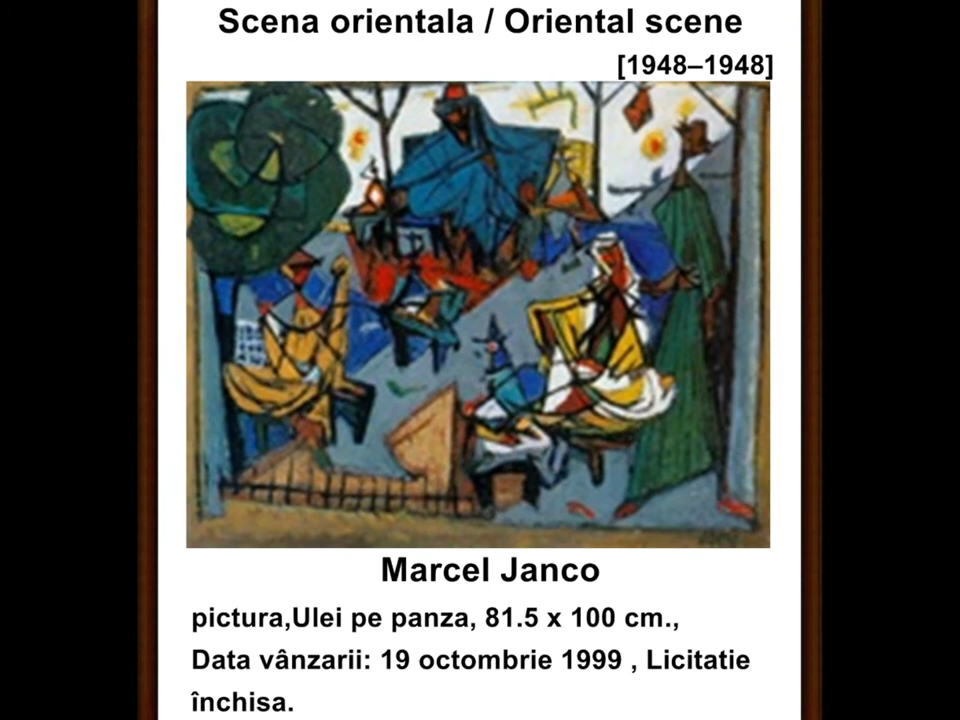 Scena orientala / Oriental scene
[1948–1948]
Marcel Janco
pictura,Ulei pe panza, 81.5 x 100 cm.,
Data vânzarii: 19 octombrie 1999 , Licitatie
închisa.